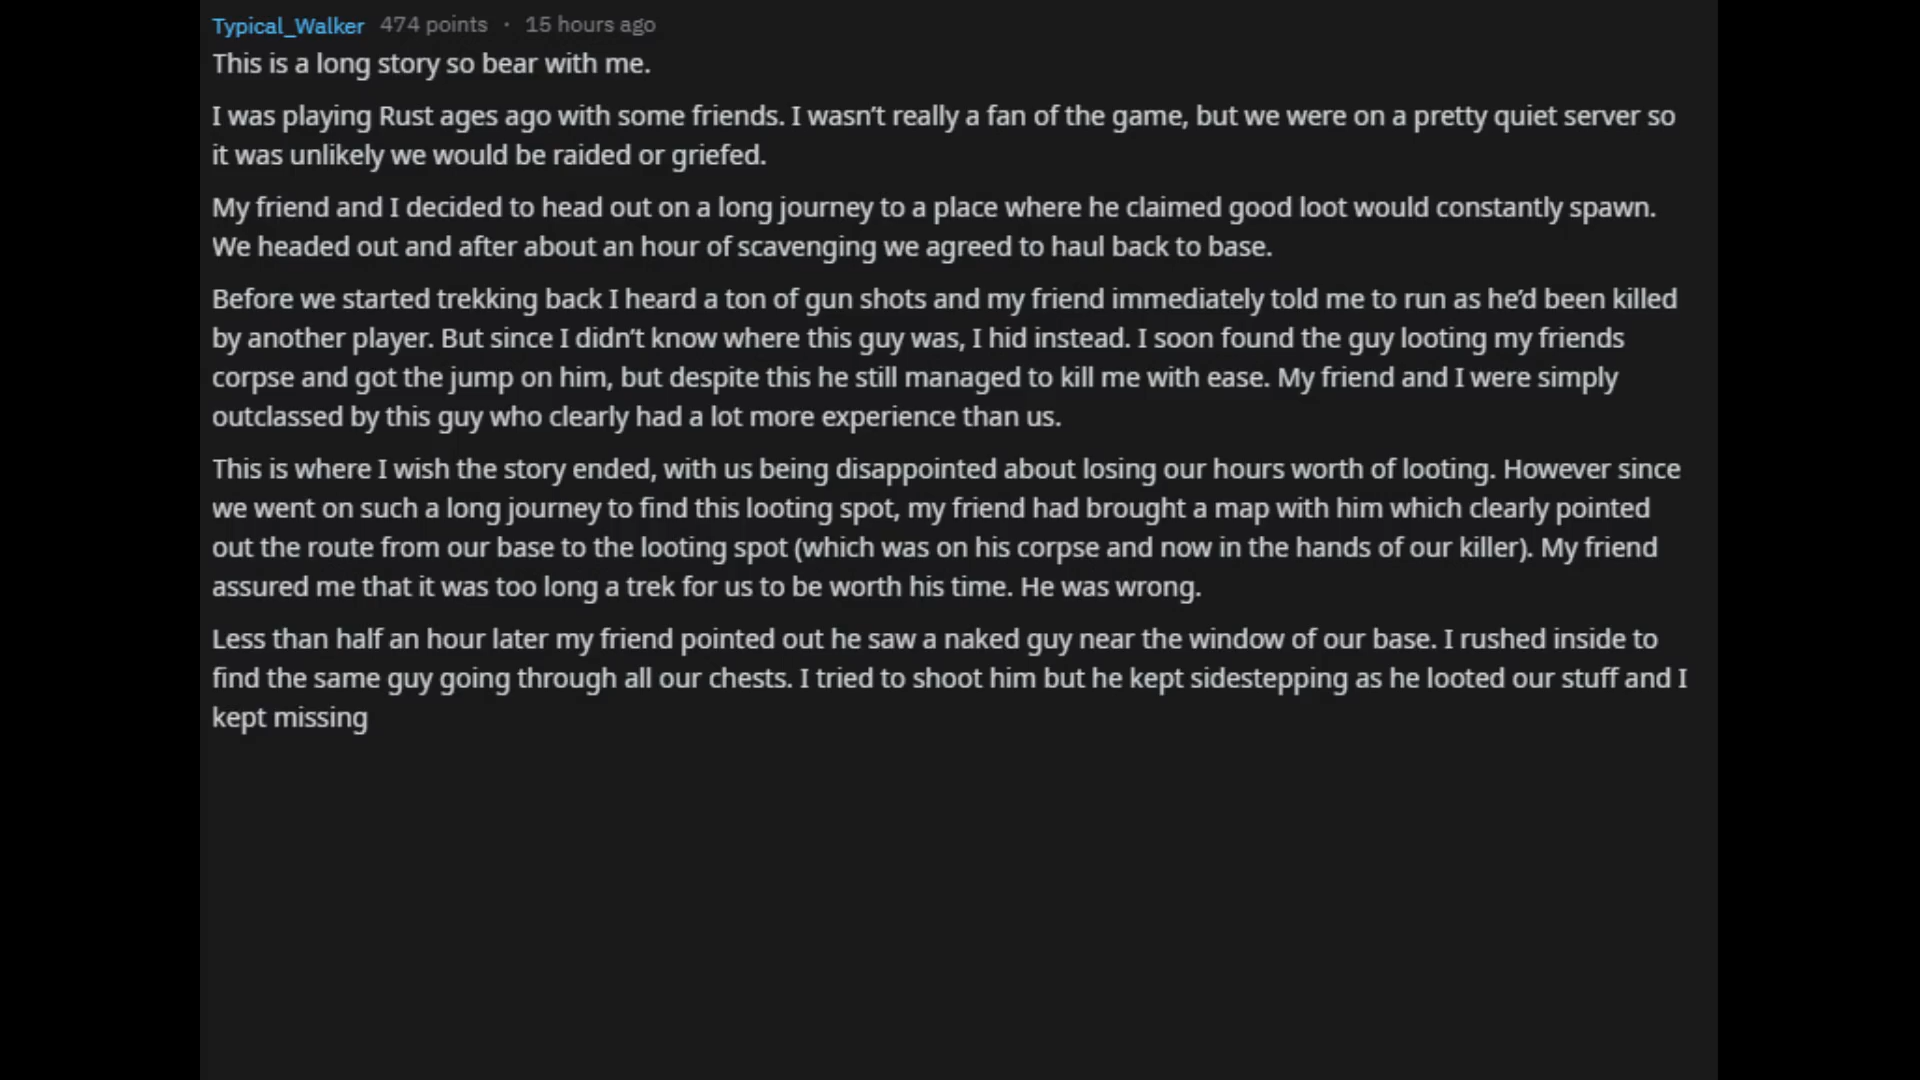 Typical_Walker 474 points · 15 hours ago
This is a long story so bear with me.
I was playing Rust ages ago with some friends. I wasn’t really a fan of the game, but we were on a pretty quiet server so
it was unlikely we would be raided or griefed.
My friend and I decided to head out on a long journey to a place where he claimed good loot would constantly spawn.
We headed out and after about an hour of scavenging we agreed to haul back to base.
Before we started trekking back I heard a ton of gun shots and my friend immediately told me to run as he’d been killed
by another player. But since I didn’t know where this guy was, I hid instead. I soon found the guy looting my friends
corpse and got the jump on him, but despite this he still managed to kill me with ease. My friend and I were simply
outclassed by this guy who clearly had a lot more experience than us.
This is where I wish the story ended, with us being disappointed about losing our hours worth of looting. However since
we went on such a long journey to find this looting spot, my friend had brought a map with him which clearly pointed
out the route from our base to the looting spot (which was on his corpse and now in the hands of our killer). My friend
assured me that it was too long a trek for us to be worth his time. He was wrong.
Less than half an hour later my friend pointed out he saw a naked guy near the window of our base. I rushed inside to
find the same guy going through all our chests. I tried to shoot him but he kept sidestepping as he looted our stuff and I
kept missing